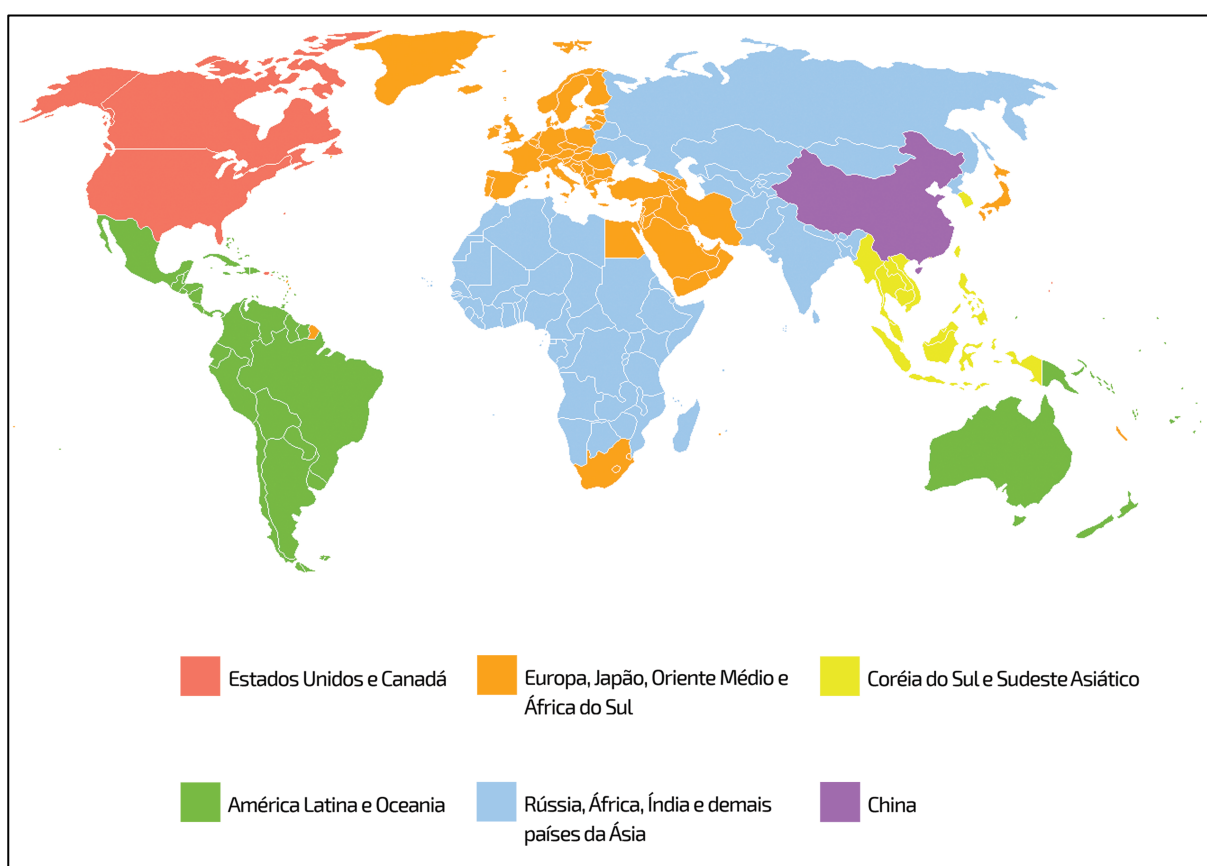 Estados Unidos e Canadá
Europa, Japão, Oriente Médio e
África do Sul
Coréia do Sul e Sudeste Asiático
América Latina e Oceania
Rússia, África, Índia e demais
países da Ásia
China